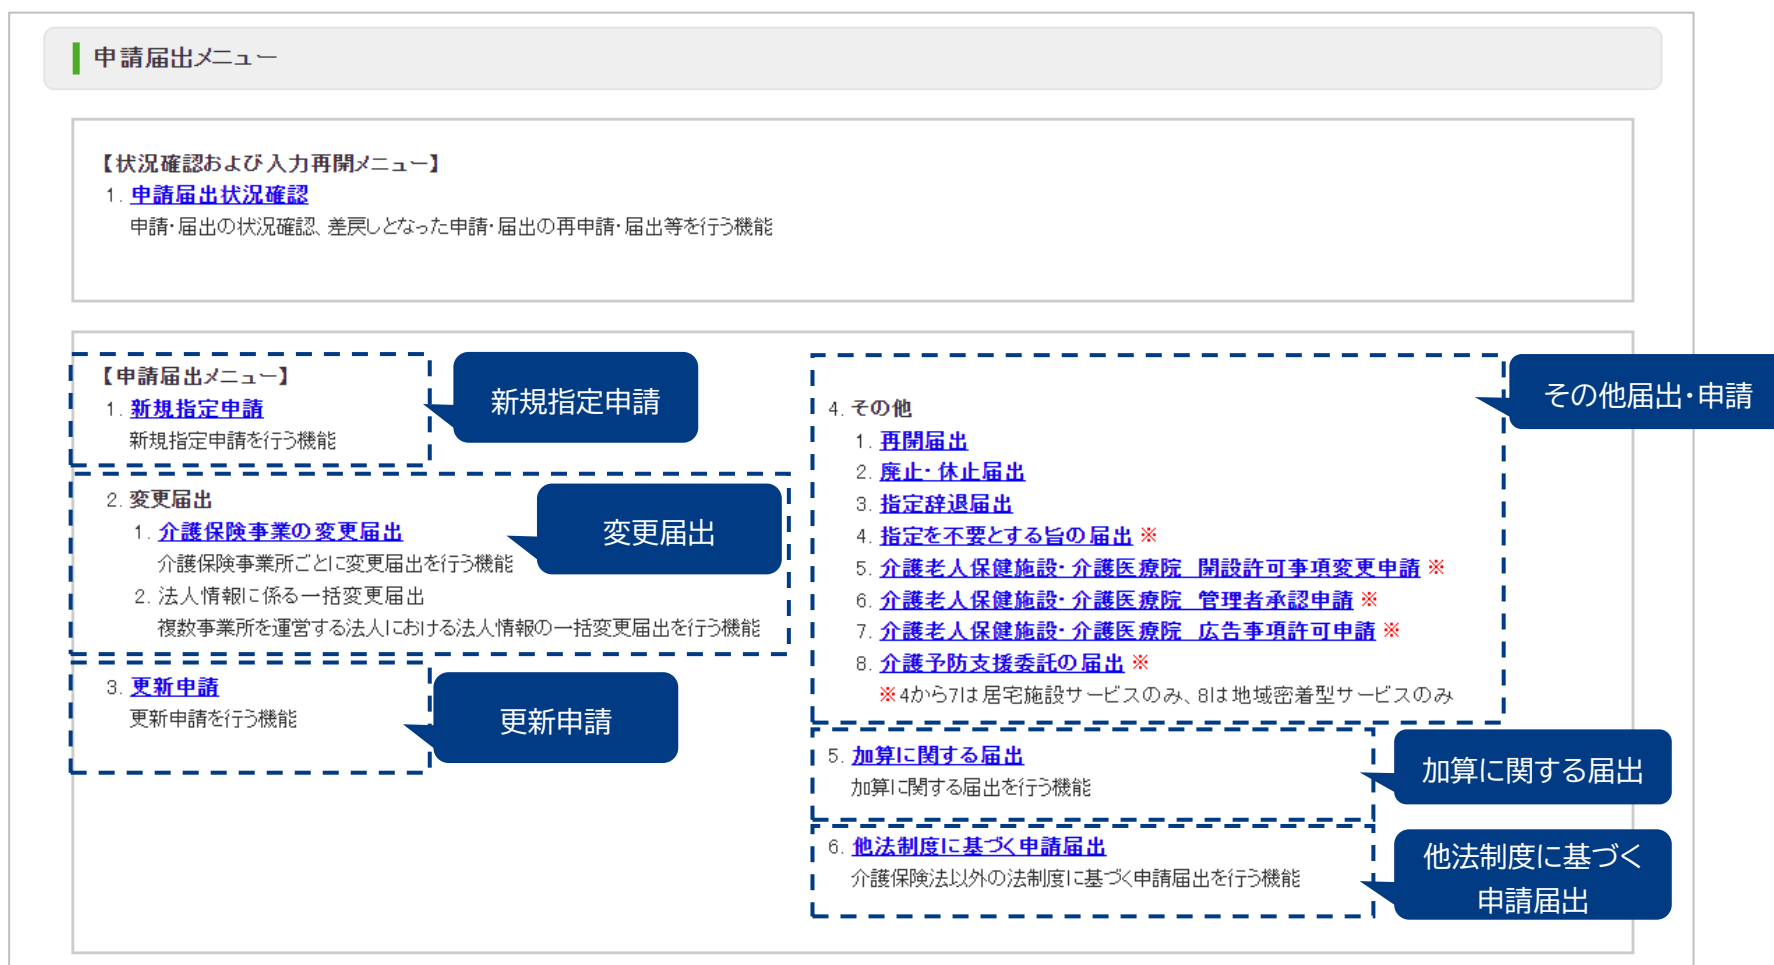 申請届出メニュー
【状況確認および入力再開メニュー】
1. 申請届出状況確認
申請・届出の状況確認、差戻しとなった申請・届出の再申請・届出等を行う機能
【申請届出メニュー】
1. 新規指定申請
新規指定申請を行う機能
新規指定申請
2. 変更届出
1. 介護保険事業の変更届出
介護保険事業所ごとに変更届出を行う機能
2. 法人情報に係る一括変更届出
複数事業所を運営する法人における法人情報の一括変更届出を行う機能
変更届出
3. 更新申請
更新申請を行う機能
更新申請
4. その他
1. 再開届出
2. 廃止・休止届出
3. 指定辞退届出
4. 指定を不要とする旨の届出 ※
5. 介護老人保健施設・介護医療院 開設許可事項変更申請 ※
6. 介護老人保健施設・介護医療院 管理者承認申請 ※
7. 介護老人保健施設・介護医療院 広告事項許可申請 ※
8. 介護予防支援委託の届出 ※
※4から7は居宅施設サービスのみ、8は地域密着型サービスのみ
その他届出・申請
5. 加算に関する届出
加算に関する届出を行う機能
加算に関する届出
6. 他法制度に基づく申請届出
介護保険法以外の法制度に基づく申請届出を行う機能
他法制度に基づく
申請届出